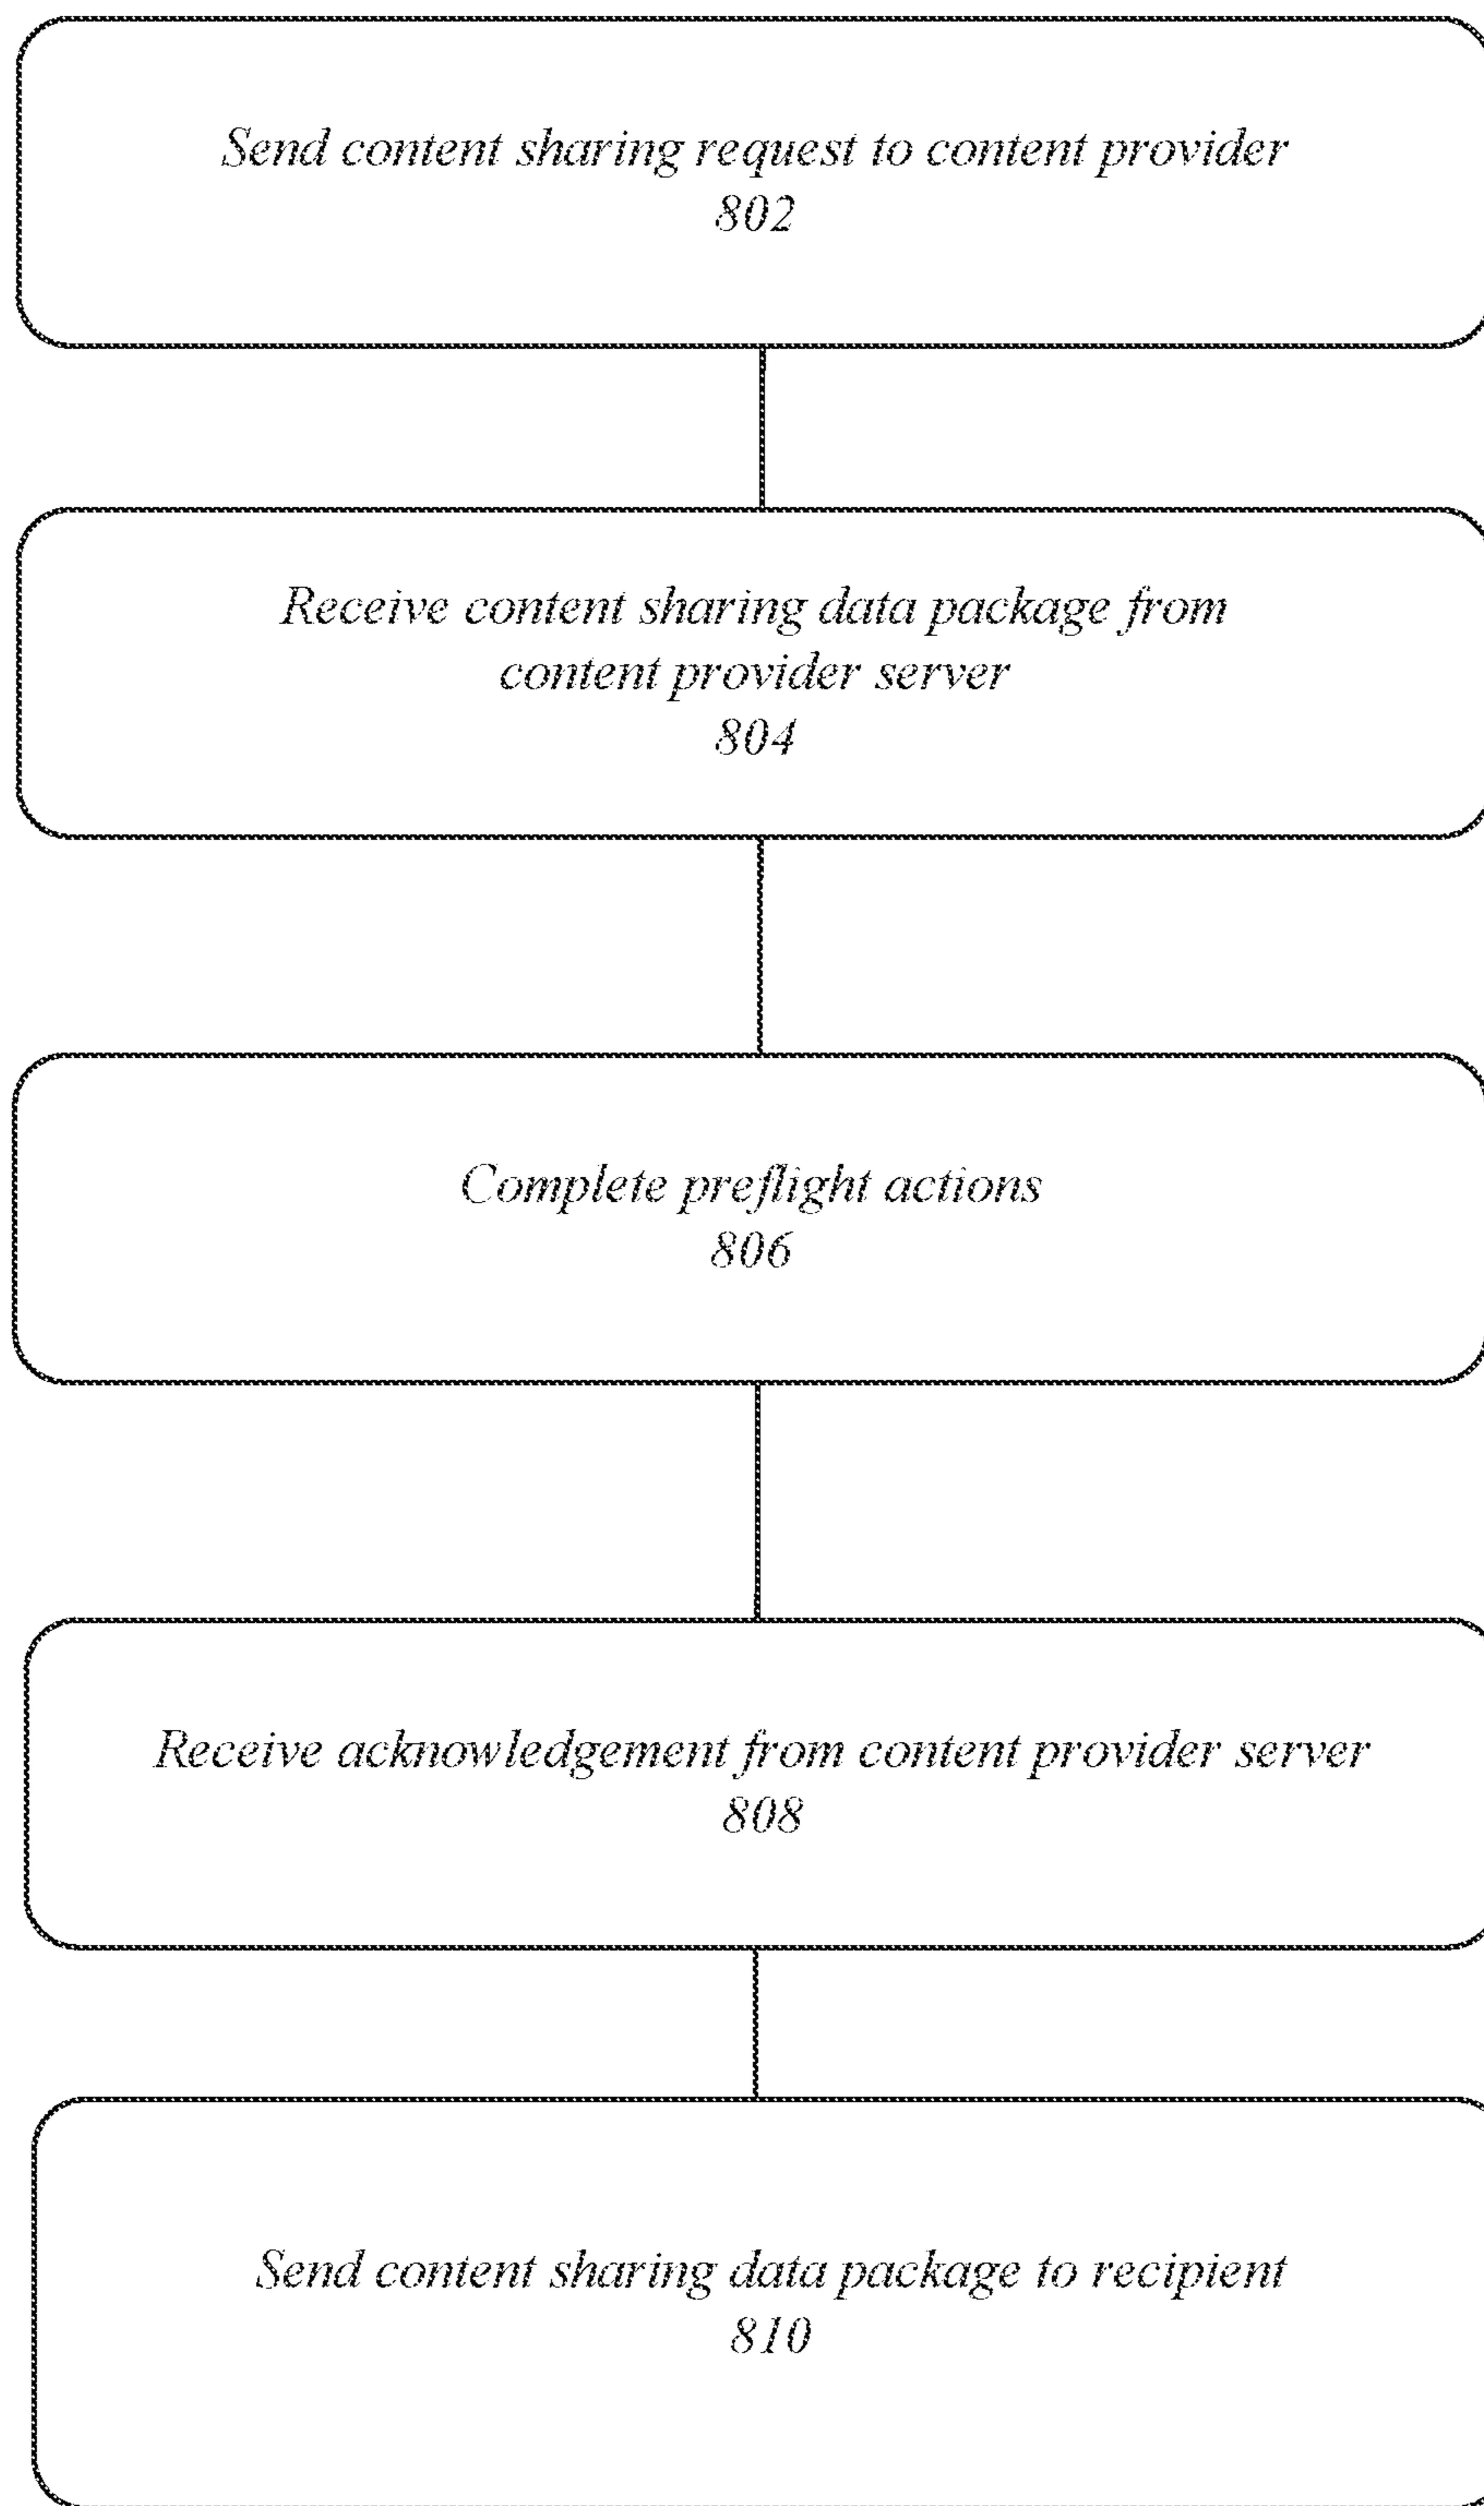 Send content sharing request to content provider
802
Receive content sharing data package from
content provider server
804
Complete preflight actions
806
Receive acknowledgement from content provider server
808
Send content sharing data package to recipient
810